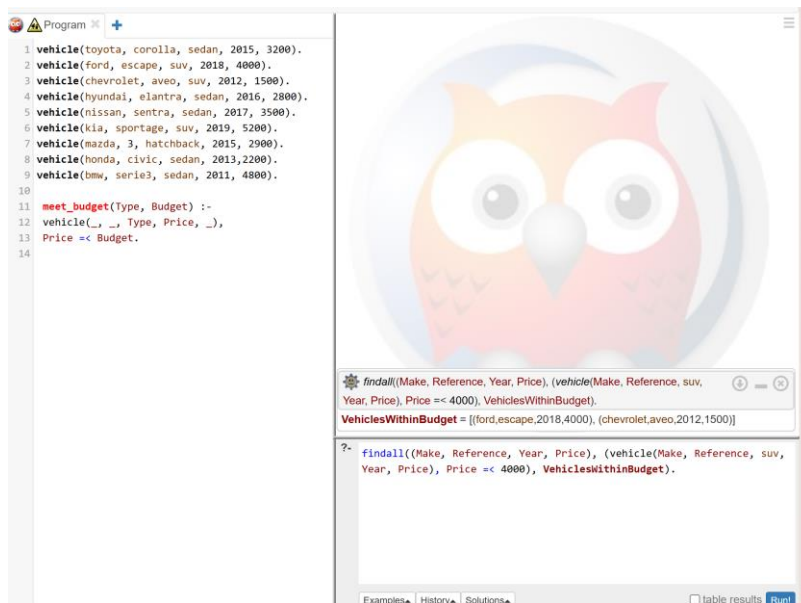 Program
1 vehicle(toyota, corolla, sedan, 2015, 3200).
2 vehicle(ford, escape, suv, 2018, 4000).
3 vehicle(chevrolet, aveo, suv, 2012, 1500).
4 vehicle(hyundai, elantra, sedan, 2016, 2800).
5 vehicle(nissan, sentra, sedan, 2017, 3500).
6 vehicle(kia, sportage, suv, 2019, 5200).
7 vehicle(mazda, 3, hatchback, 2015, 2900).
8 vehicle(honda, civic, sedan, 2013,2200).
9 vehicle(bmw, serie3, sedan, 2011, 4800).
10
11 meet_budget(Type, Budget) :-
12 vehicle(_, _, Type, Price, _),
13 Price =< Budget.
14
findall((Make, Reference, Year, Price), (vehicle(Make, Reference, suv,
Year, Price), Price =< 4000), VehiclesWithinBudget).
VehiclesWithinBudget = [(ford,escape,2018,4000), (chevrolet,aveo,2012,1500)]
?- findall((Make, Reference, Year, Price), (vehicle(Make, Reference, suv,
Year, Price), Price =< 4000), VehiclesWithinBudget).
Examples History Solutions table results Run!